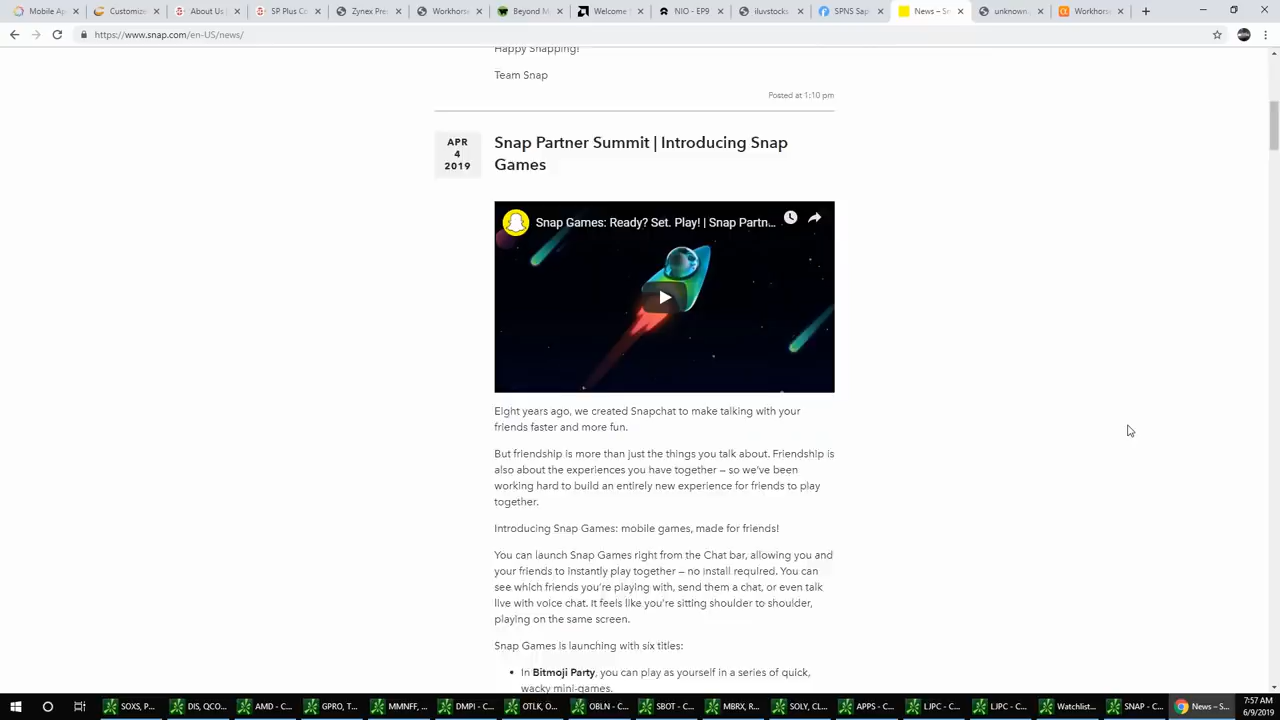 Mobile Ap
Customize
About Us |
SP Plus Co
Zynex Pre
Workhors
Beyond M
Welcome
NIO - EP9
iluvstocks
SPNS Sap
News – Se
unknown.
Workhors
https://www.snap.com/en-US/news/
Happy Snapping!
Team Snap
Posted at 1:10 pm
APR
4
2019
Snap Partner Summit | Introducing Snap
Games
Snap Games: Ready? Set. Play! | Snap Partn...
Eight years ago, we created Snapchat to make talking with your
friends faster and more fun.
But friendship is more than just the things you talk about. Friendship is
also about the experiences you have together – so we've been
working hard to build an entirely new experience for friends to play
together.
Introducing Snap Games: mobile games, made for friends!
You can launch Snap Games right from the Chat bar, allowing you and
your friends to instantly play together – no install required. You can
see which friends you're playing with, send them a chat, or even talk
live with voice chat. It feels like you're sitting shoulder to shoulder,
playing on the same screen.
Snap Games is launching with six titles:
• In Bitmoji Party, you can play as yourself in a series of quick,
wacky mini-games.
SOXS, P...
DIS, QCO...
AMD - C...
GPRO, T...
MMNFF, ...
DMPI - C...
OTLK, O...
OBLN - C...
SBOT - C...
MBRX, R...
SOLY, CL...
APPS - C...
LJPC - C...
LJPC - C...
Watchlist...
SNAP - C...
News – S...
7:57 AM
6/9/2019